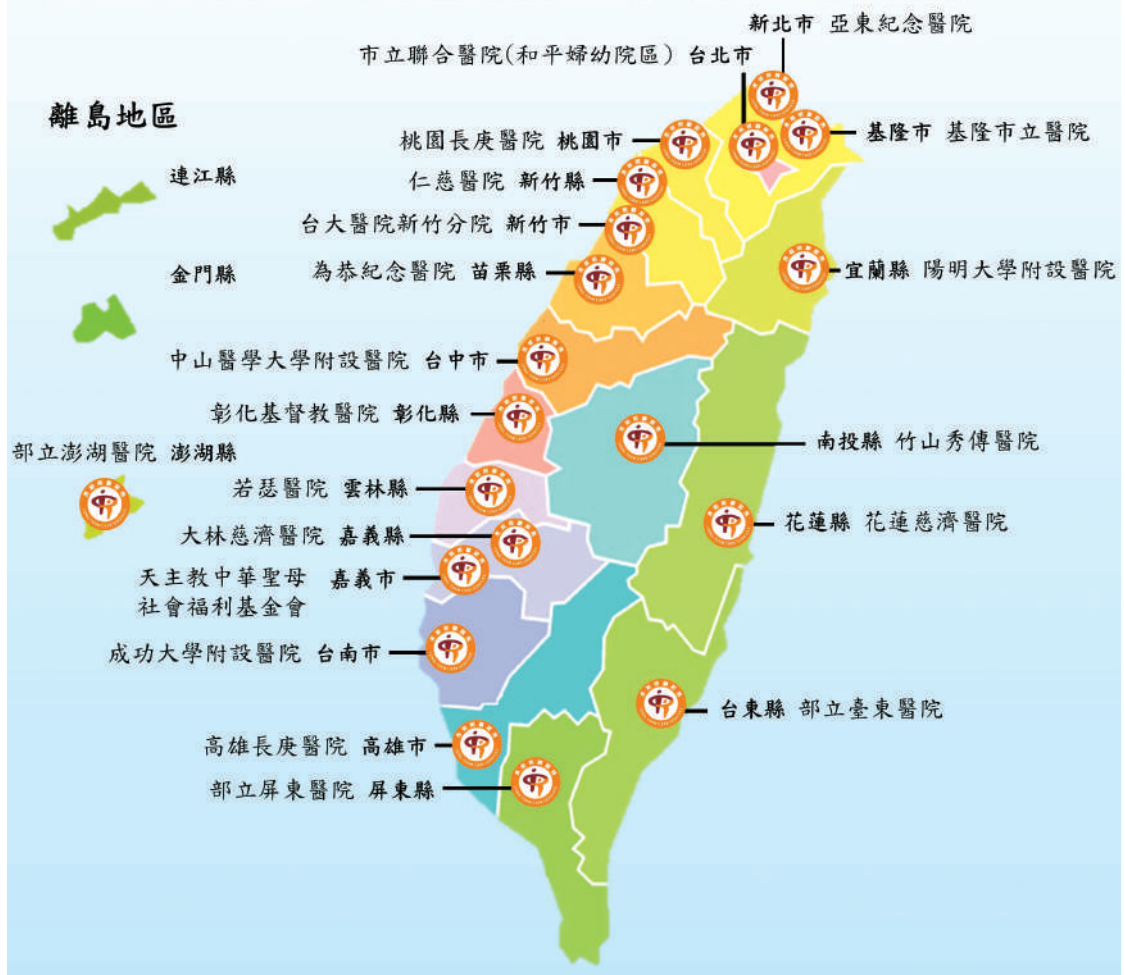 新北市 亞東紀念醫院
市立聯合醫院(和平婦幼院區) 台北市
離島地區
基隆市 基隆市立醫院
桃園長庚醫院 桃園市
連江縣
仁慈醫院 新竹縣
台大醫院新竹分院 新竹市
金門縣
為恭紀念醫院 苗栗縣
宜蘭縣 陽明大學附設醫院
中山醫學大學附設醫院 台中市
彰化基督教醫院 彰化縣
南投縣 竹山秀傳醫院
部立澎湖醫院 澎湖縣
若瑟醫院 雲林縣
花蓮縣 花蓮慈濟醫院
大林慈濟醫院 嘉義縣
天主教中華聖母 嘉義市
社會福利基金會
成功大學附設醫院 台南市
台東縣 部立臺東醫院
高雄長庚醫院 高雄市
部立屏東醫院 屏東縣